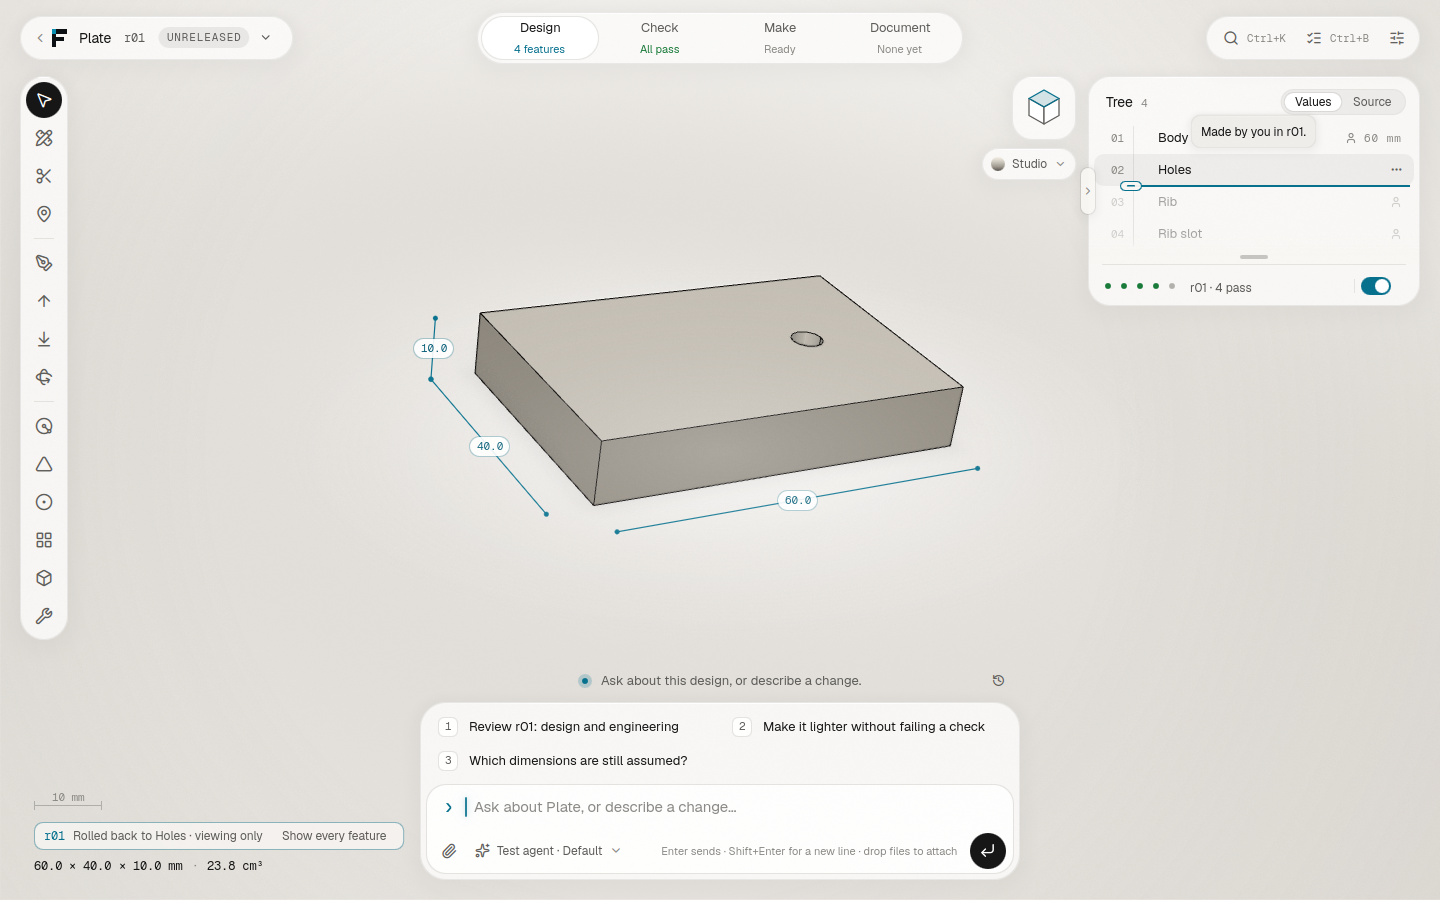 Plate r01 UNRELEASED
Design
4 features
Check
All pass
Make
Ready
Document
None yet
Ctrl+K
Ctrl+B
Studio
Tree 4
Values
Source
01 Body 60 mm
Made by you in r01.
02 Holes
03 Rib
04 Rib slot
r01 · 4 pass
10.0
40.0
60.0
Ask about this design, or describe a change.
1 Review r01: design and engineering
2 Make it lighter without failing a check
3 Which dimensions are still assumed?
Ask about Plate, or describe a change...
Test agent · Default
Enter sends · Shift+Enter for a new line · drop files to attach
10 mm
r01 Rolled back to Holes · viewing only Show every feature
60.0 × 40.0 × 10.0 mm · 23.8 cm³